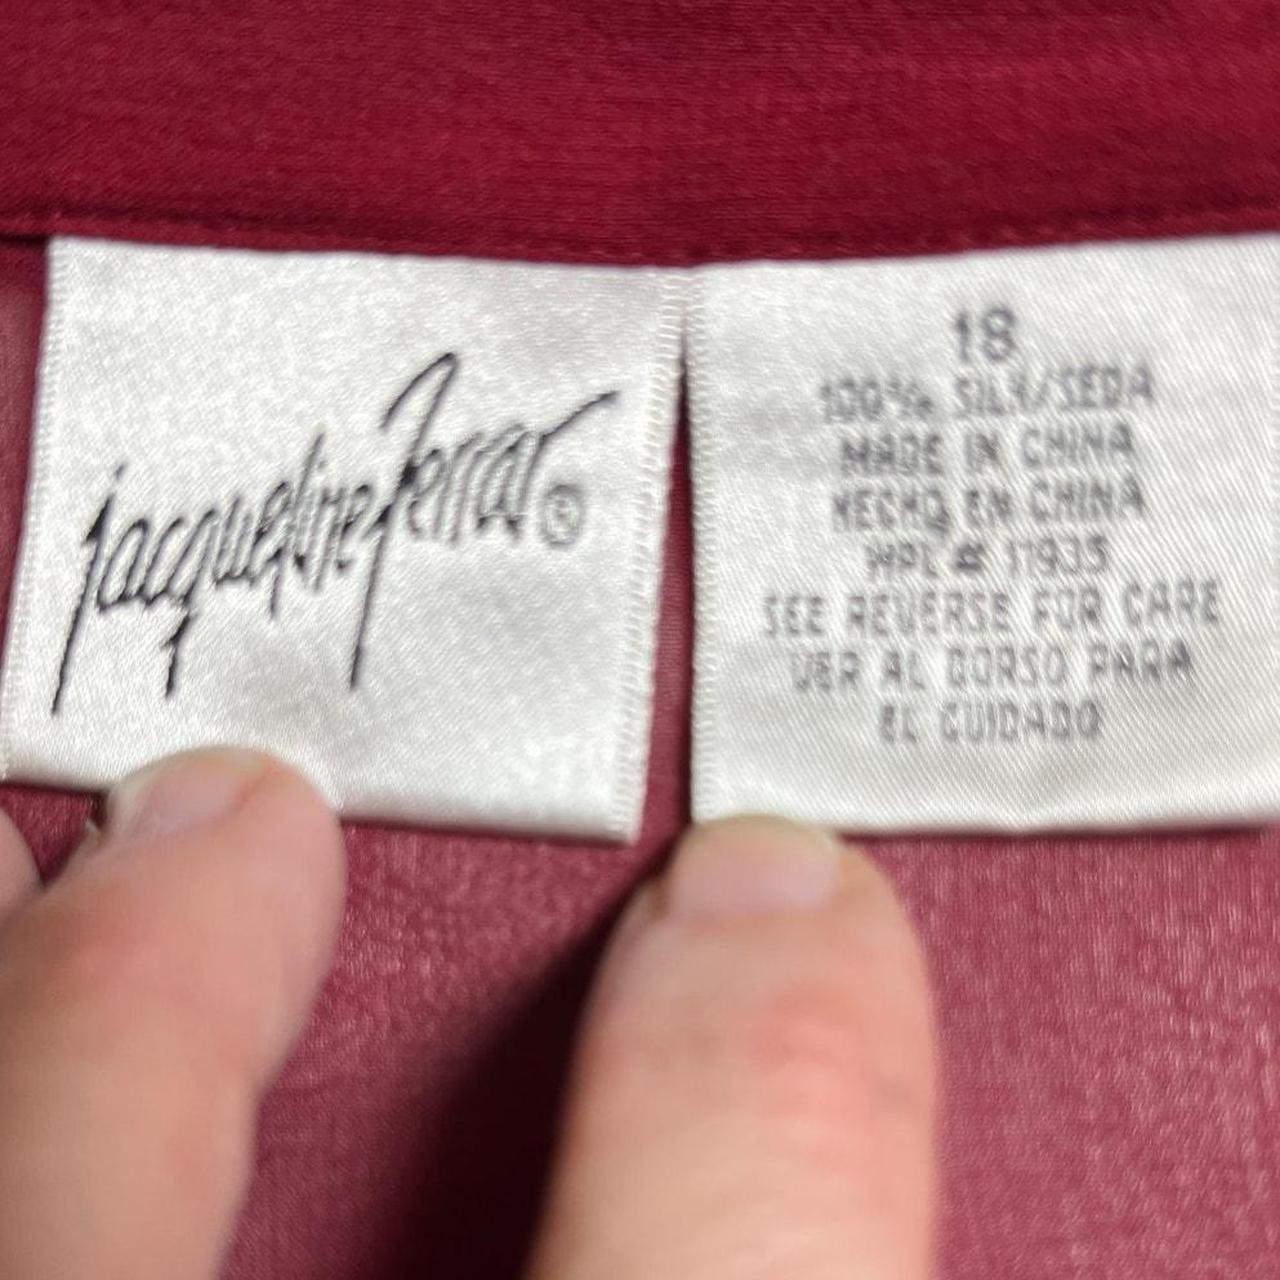 jacqueline ferrar®
18
100% SILK/SEDA
MADE IN CHINA
HECHO EN CHINA
MPL # 11935
SEE REVERSE FOR CARE
VER AL DORSO PARA
EL CUIDADO